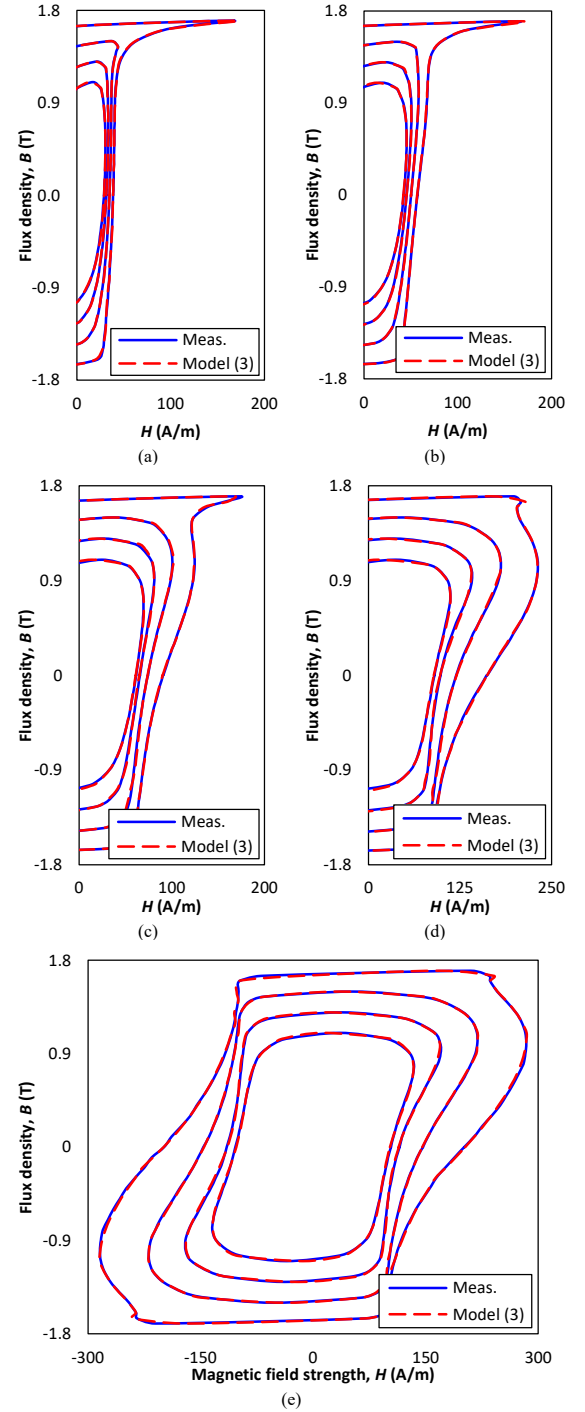 1.8
0.9
0.0
-0.9
-1.8
Flux density, B (T)
Meas.
Model (3)
0
100
200
H (A/m)
(a)
1.8
0.9
0
-0.9
-1.8
Flux density, B (T)
Meas.
Model (3)
0
100
200
H (A/m)
(b)
1.8
0.9
0
-0.9
-1.8
Flux density, B (T)
Meas.
Model (3)
0
100
200
H (A/m)
(c)
1.8
0.9
0
-0.9
-1.8
Flux density, B (T)
Meas.
Model (3)
0
125
250
H (A/m)
(d)
1.8
0.9
0
-0.9
-1.8
Flux density, B (T)
Meas.
Model (3)
-300
-150
0
150
300
Magnetic field strength, H (A/m)
(e)